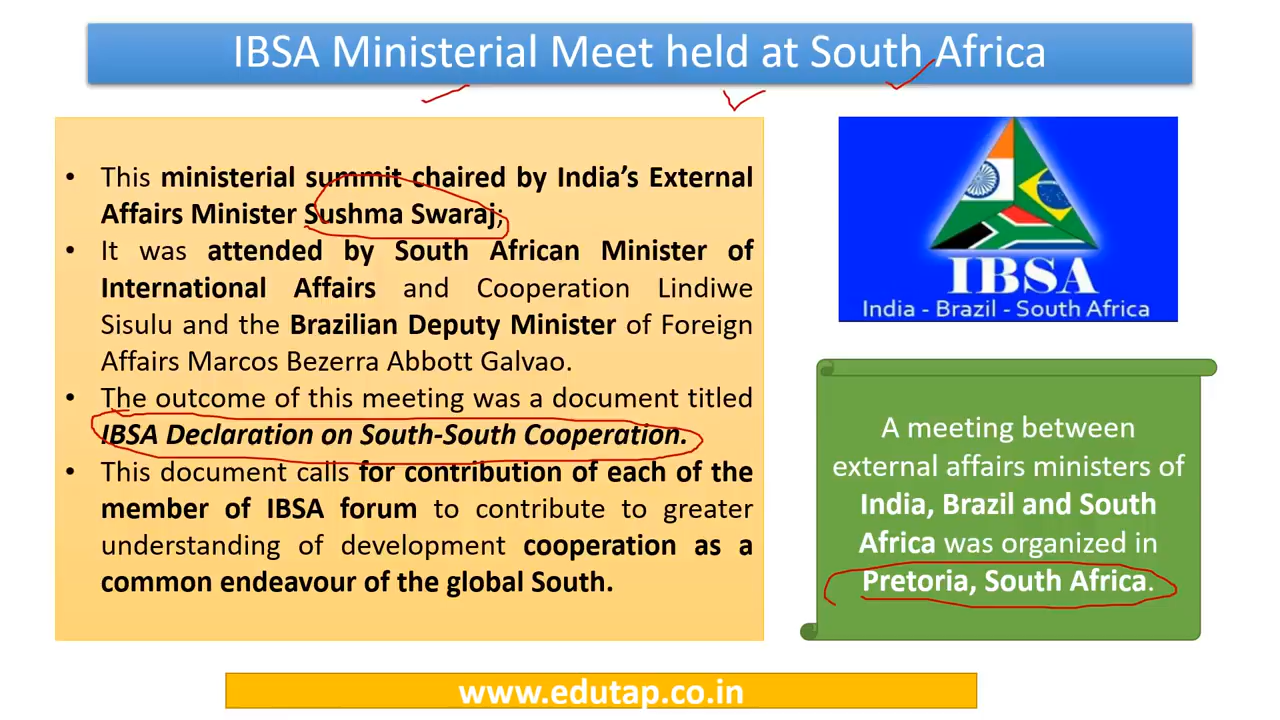 IBSA Ministerial Meet held at South Africa
• This ministerial summit chaired by India's External
Affairs Minister Sushma Swaraj;
• It was attended by South African Minister of
International Affairs and Cooperation Lindiwe
Sisulu and the Brazilian Deputy Minister of Foreign
Affairs Marcos Bezerra Abbott Galvao.
• The outcome of this meeting was a document titled
IBSA Declaration on South-South Cooperation.
• This document calls for contribution of each of the
member of IBSA forum to contribute to greater
understanding of development cooperation as a
common endeavour of the global South.
IBSA
India - Brazil - South Africa
A meeting between
external affairs ministers of
India, Brazil and South
Africa was organized in
Pretoria, South Africa.
www.edutap.co.in